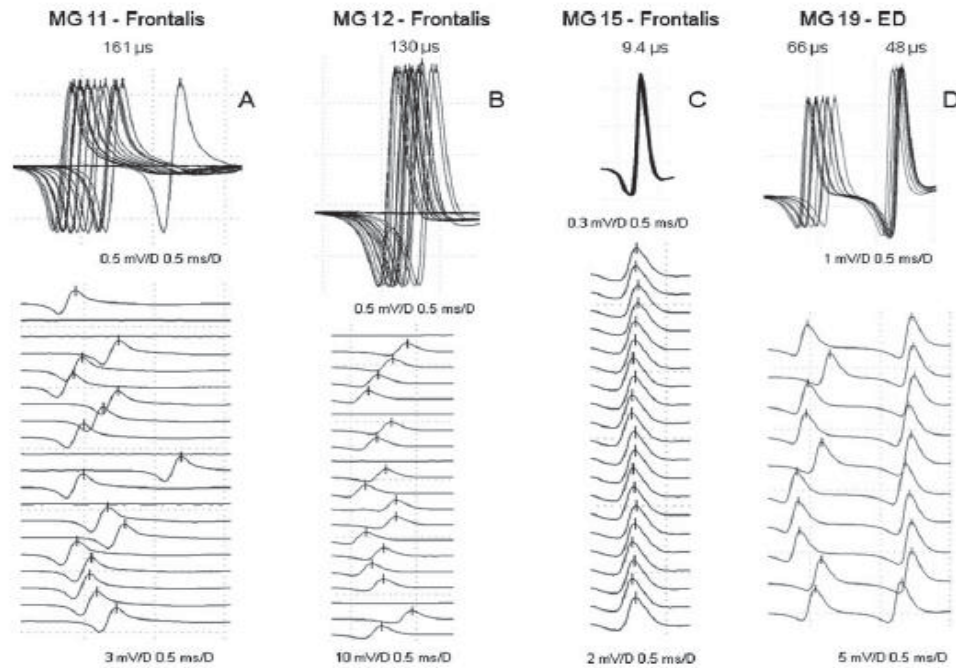 MG 11 - Frontalis
MG 12 - Frontalis
MG 15 - Frontalis
MG 19 - ED
161 µs
130 µs
9.4 µs
66 µs
48 µs
A
B
C
D
0.5 mV/D 0.5 ms/D
0.5 mV/D 0.5 ms/D
0.3 mV/D 0.5 ms/D
1 mV/D 0.5 ms/D
3 mV/D 0.5 ms/D
10 mV/D 0.5 ms/D
2 mV/D 0.5 ms/D
5 mV/D 0.5 ms/D